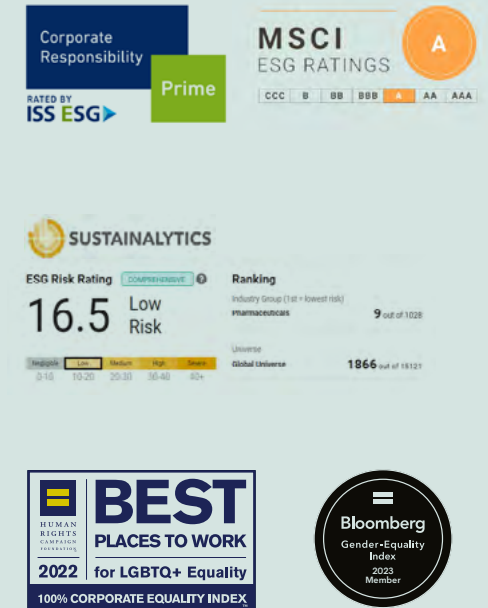 Corporate
Responsibility
Prime
RATED BY
ISS ESG
MSCI
ESG RATINGS
A
CCC B BB BBB A AA AAA
SUSTAINALYTICS
ESG Risk Rating COMPREHENSIVE ?
16.5 Low
Risk
Negligible Low Medium High Severe
0-10 10-20 20-30 30-40 40+
Ranking
Industry Group (1st = lowest risk)
Pharmaceuticals 9 out of 1028
Universe
Global Universe 1866 out of 15121
HUMAN
RIGHTS
CAMPAIGN
FOUNDATION
BEST
PLACES TO WORK
2022 for LGBTQ+ Equality
100% CORPORATE EQUALITY INDEX
Bloomberg
Gender-Equality
Index
2023
Member